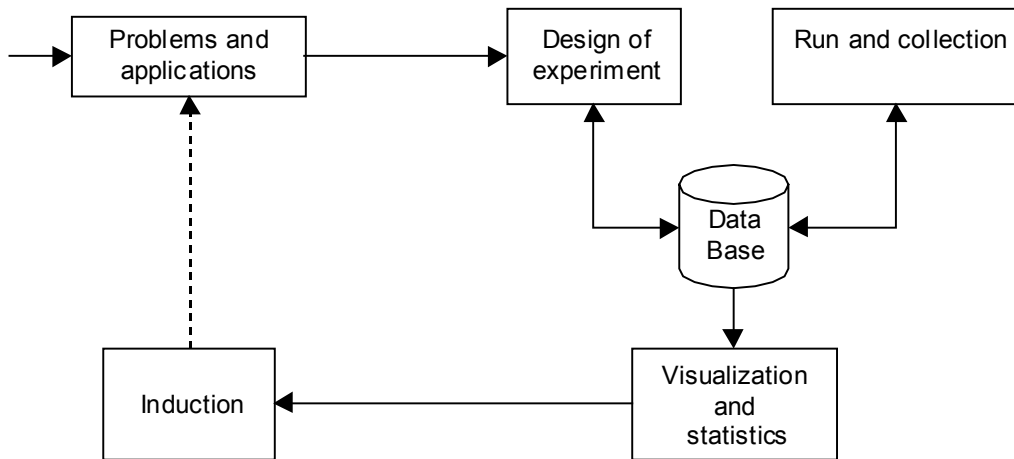 Problems and
applications
Design of
experiment
Run and collection
Data
Base
Induction
Visualization
and
statistics